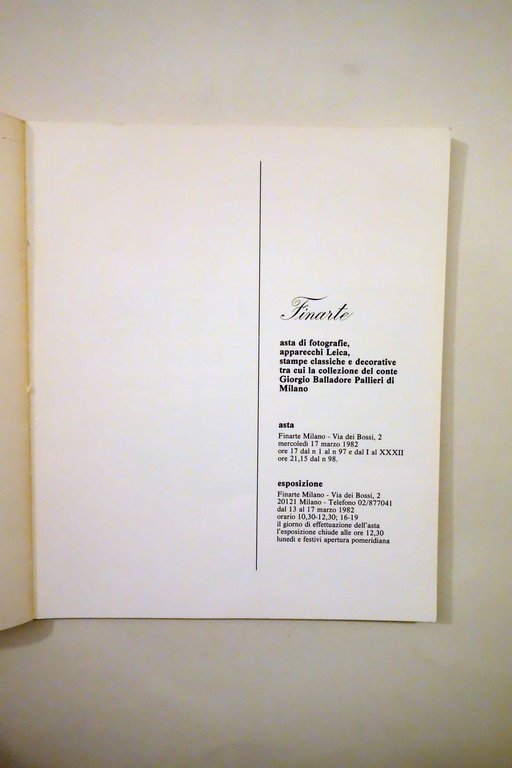 Finarte
asta di fotografie,
apparecchi Leica,
stampe classiche e decorative
tra cui la collezione del conte
Giorgio Balladore Pallieri di
Milano
asta
Finarte Milano - Via dei Bossi, 2
mercoledì 17 marzo 1982
ore 17 dal n 1 al n 97 e dal I al XXXII
ore 21,15 dal n 98.
esposizione
Finarte Milano - Via dei Bossi, 2
20121 Milano - Telefono 02/877041
dal 13 al 17 marzo 1982
orario 10,30-12,30; 16-19
il giorno di effettuazione dell'asta
l'esposizione chiude alle ore 12,30
lunedì e festivi apertura pomeridiana